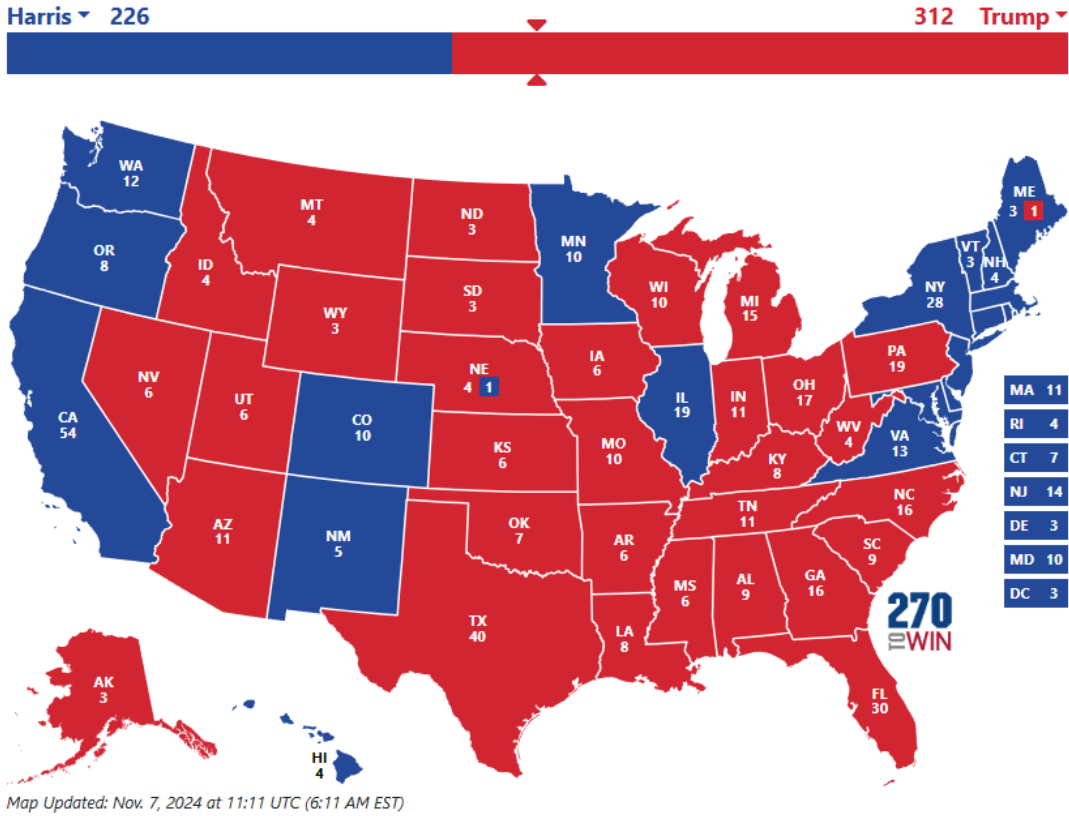 Harris 226
312 Trump
WA
12
OR
8
CA
54
NV
6
ID
4
MT
4
WY
3
UT
6
AZ
11
CO
10
NM
5
ND
3
SD
3
NE
4 1
KS
6
OK
7
TX
40
MN
10
IA
6
MO
10
AR
6
LA
8
WI
10
IL
19
MI
15
IN
11
OH
17
KY
8
TN
11
MS
6
AL
9
GA
16
FL
30
SC
9
NC
16
VA
13
WV
4
PA
19
NY
28
VT
3
NH
4
ME
3 1
MA 11
RI 4
CT 7
NJ 14
DE 3
MD 10
DC 3
AK
3
HI
4
270
TO WIN
Map Updated: Nov. 7, 2024 at 11:11 UTC (6:11 AM EST)